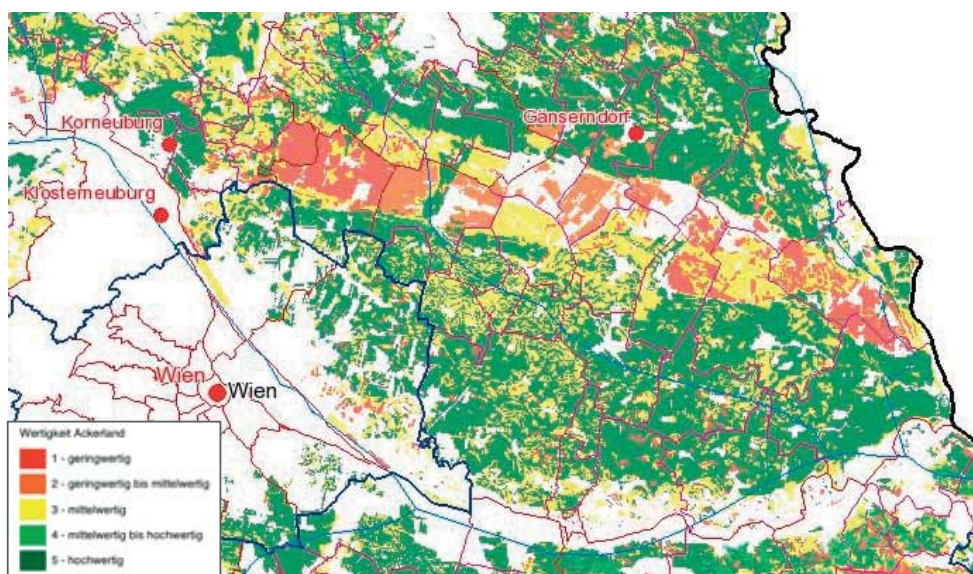 Korneuburg
Gänserndorf
Klosterneuburg
Wien
Wien
Wertigkeit Ackerland
1 - geringwertig
2 - geringwertig bis mittelwertig
3 - mittelwertig
4 - mittelwertig bis hochwertig
5 - hochwertig